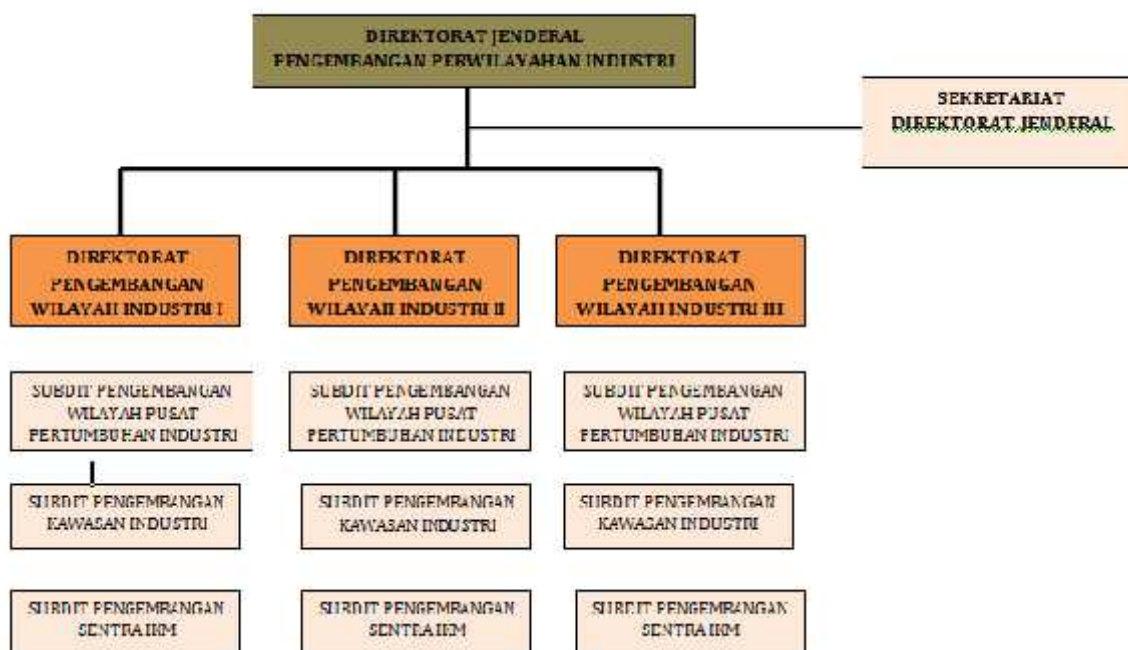 DIREKTORAT JENDERAL
PENGEMBANGAN PERWILAYAHAN INDUSTRI
SEKRETARIAT
DIREKTORAT JENDERAL
DIREKTORAT
PENGEMBANGAN
WILAYAH INDUSTRI I
DIREKTORAT
PENGEMBANGAN
WILAYAH INDUSTRI II
DIREKTORAT
PENGEMBANGAN
WILAYAH INDUSTRI III
SUBDIT PENGEMBANGAN
WILAYAH PUSAT
PERTUMBUHAN INDUSTRI
SUBDIT PENGEMBANGAN
WILAYAH PUSAT
PERTUMBUHAN INDUSTRI
SUBDIT PENGEMBANGAN
WILAYAH PUSAT
PERTUMBUHAN INDUSTRI
SUBDIT PENGEMBANGAN
KAWASAN INDUSTRI
SUBDIT PENGEMBANGAN
KAWASAN INDUSTRI
SUBDIT PENGEMBANGAN
KAWASAN INDUSTRI
SUBDIT PENGEMBANGAN
SENTRA IKM
SUBDIT PENGEMBANGAN
SENTRA IKM
SUBDIT PENGEMBANGAN
SENTRA IKM